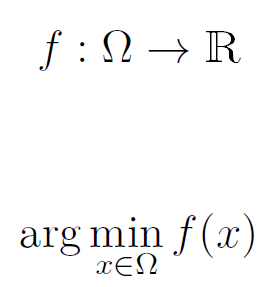 f : Ω → ℝ
arg min f(x)
x∈Ω